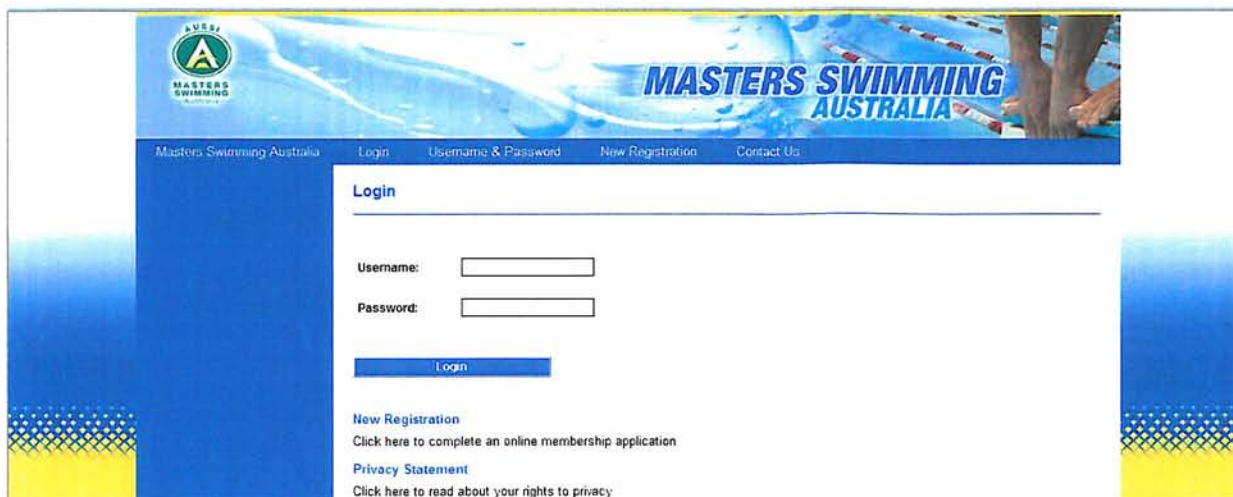 AUSSI
MASTERS
SWIMMING
MASTERS SWIMMING
AUSTRALIA
Masters Swimming Australia Login Username & Password New Registration Contact Us
Login
Username:
Password:
Login
New Registration
Click here to complete an online membership application
Privacy Statement
Click here to read about your rights to privacy